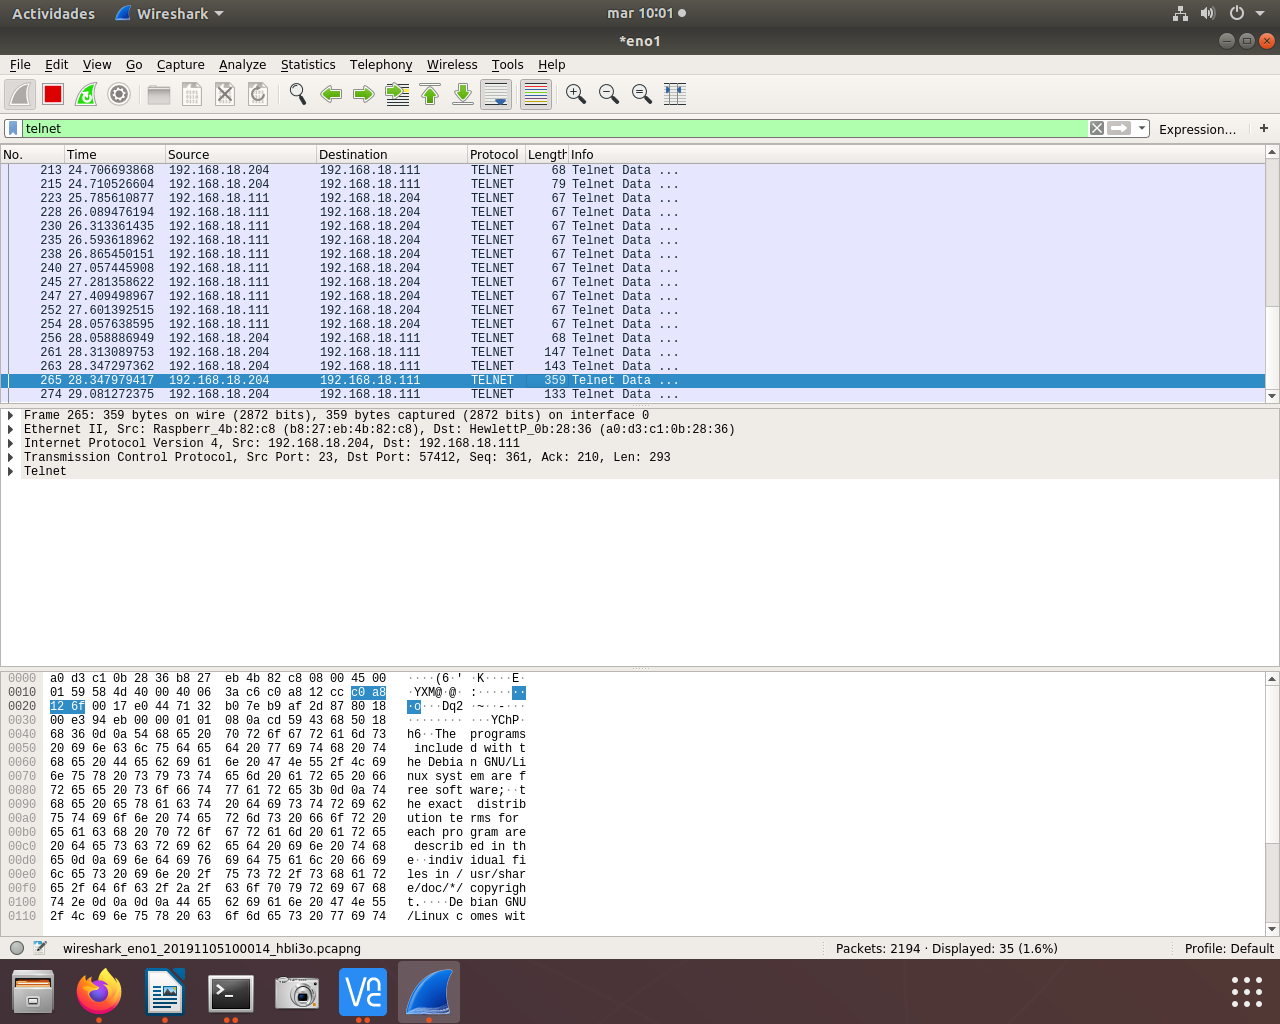 Actividades Wireshark mar 10:01
*eno1
File Edit View Go Capture Analyze Statistics Telephony Wireless Tools Help
telnet Expression... +
No. Time Source Destination Protocol Length Info
213 24.706693868 192.168.18.204 192.168.18.111 TELNET 68 Telnet Data ...
215 24.710526604 192.168.18.204 192.168.18.111 TELNET 79 Telnet Data ...
223 25.785610877 192.168.18.111 192.168.18.204 TELNET 67 Telnet Data ...
228 26.089476194 192.168.18.111 192.168.18.204 TELNET 67 Telnet Data ...
230 26.313361435 192.168.18.111 192.168.18.204 TELNET 67 Telnet Data ...
235 26.593618962 192.168.18.111 192.168.18.204 TELNET 67 Telnet Data ...
238 26.865450151 192.168.18.111 192.168.18.204 TELNET 67 Telnet Data ...
240 27.057445908 192.168.18.111 192.168.18.204 TELNET 67 Telnet Data ...
245 27.281358622 192.168.18.111 192.168.18.204 TELNET 67 Telnet Data ...
247 27.409498967 192.168.18.111 192.168.18.204 TELNET 67 Telnet Data ...
252 27.601392515 192.168.18.111 192.168.18.204 TELNET 67 Telnet Data ...
254 28.057638595 192.168.18.111 192.168.18.204 TELNET 67 Telnet Data ...
256 28.058886949 192.168.18.204 192.168.18.111 TELNET 68 Telnet Data ...
261 28.313089753 192.168.18.204 192.168.18.111 TELNET 147 Telnet Data ...
263 28.347297362 192.168.18.204 192.168.18.111 TELNET 143 Telnet Data ...
265 28.347979417 192.168.18.204 192.168.18.111 TELNET 359 Telnet Data ...
274 29.081272375 192.168.18.204 192.168.18.111 TELNET 133 Telnet Data ...
Frame 265: 359 bytes on wire (2872 bits), 359 bytes captured (2872 bits) on interface 0
Ethernet II, Src: Raspberr_4b:82:c8 (b8:27:eb:4b:82:c8), Dst: HewlettP_0b:28:36 (a0:d3:c1:0b:28:36)
Internet Protocol Version 4, Src: 192.168.18.204, Dst: 192.168.18.111
Transmission Control Protocol, Src Port: 23, Dst Port: 57412, Seq: 361, Ack: 210, Len: 293
Telnet
0000 a0 d3 c1 0b 28 36 b8 27 eb 4b 82 c8 08 00 45 00 ····(6·' ·K····E·
0010 01 59 58 4d 40 00 40 06 3a c6 c0 a8 12 cc c0 a8 ·YXM@·@· :·······
0020 12 6f 00 17 e0 44 71 32 b0 7e b9 af 2d 87 80 18 ·o···Dq2 ·~··-···
0030 00 e3 94 eb 00 00 01 01 08 0a cd 59 43 68 50 18 ········ ···YChP·
0040 68 36 0d 0a 54 68 65 20 70 72 6f 67 72 61 6d 73 h6··The programs
0050 20 69 6e 63 6c 75 64 65 64 20 77 69 74 68 20 74 include d with t
0060 68 65 20 44 65 62 69 61 6e 20 47 4e 55 2f 4c 69 he Debia n GNU/Li
0070 6e 75 78 20 73 79 73 74 65 6d 20 61 72 65 20 66 nux syst em are f
0080 72 65 65 20 73 6f 66 74 77 61 72 65 3b 0d 0a 74 ree soft ware;··t
0090 68 65 20 65 78 61 63 74 20 64 69 73 74 72 69 62 he exact distrib
00a0 75 74 69 6f 6e 20 74 65 72 6d 73 20 66 6f 72 20 ution te rms for
00b0 65 61 63 68 20 70 72 6f 67 72 61 6d 20 61 72 65 each pro gram are
00c0 20 64 65 73 63 72 69 62 65 64 20 69 6e 20 74 68 describ ed in th
00d0 65 0d 0a 69 6e 64 69 76 69 64 75 61 6c 20 66 69 e··indiv idual fi
00e0 6c 65 73 20 69 6e 20 2f 75 73 72 2f 73 68 61 72 les in / usr/shar
00f0 65 2f 64 6f 63 2f 2a 2f 63 6f 70 79 72 69 67 68 e/doc/*/ copyrigh
0100 74 2e 0d 0a 0d 0a 44 65 62 69 61 6e 20 47 4e 55 t.····De bian GNU
0110 2f 4c 69 6e 75 78 20 63 6f 6d 65 73 20 77 69 74 /Linux c omes wit
wireshark_eno1_20191105100014_hbIi3o.pcapng Packets: 2194 · Displayed: 35 (1.6%) Profile: Default